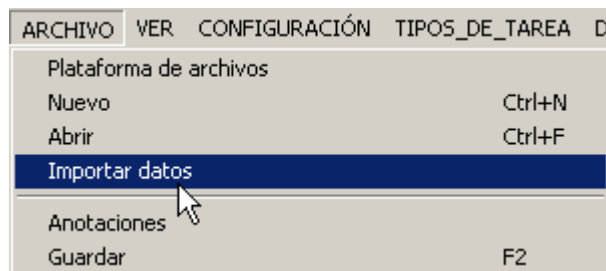 ARCHIVO VER CONFIGURACIÓN TIPOS_DE_TAREA D
Plataforma de archivos
Nuevo Ctrl+N
Abrir Ctrl+F
Importar datos
Anotaciones
Guardar F2